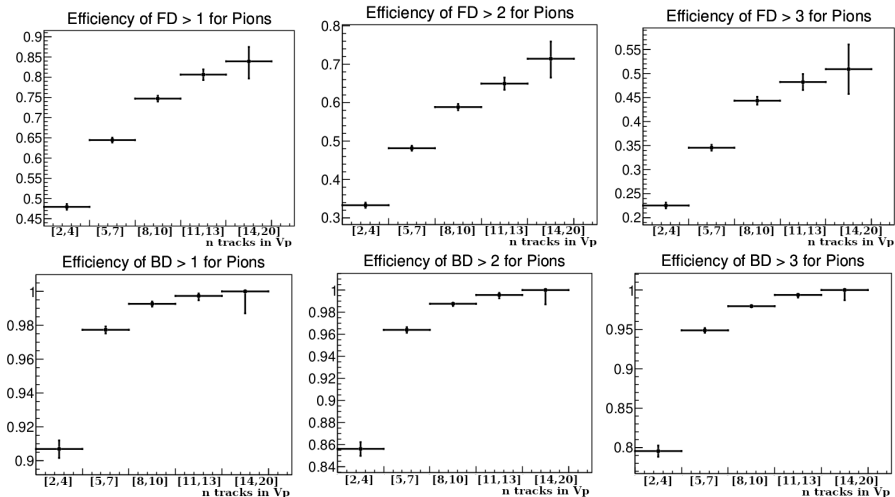 Efficiency of FD > 1 for Pions
0.9
0.85
0.8
0.75
0.7
0.65
0.6
0.55
0.5
0.45
[2,4] [5,7] [8,10] [11,13] [14,20]
n tracks in Vp
Efficiency of FD > 2 for Pions
0.8
0.7
0.6
0.5
0.4
0.3
[2,4] [5,7] [8,10] [11,13] [14,20]
n tracks in Vp
Efficiency of FD > 3 for Pions
0.55
0.5
0.45
0.4
0.35
0.3
0.25
0.2
[2,4] [5,7] [8,10] [11,13] [14,20]
n tracks in Vp
Efficiency of BD > 1 for Pions
1
0.98
0.96
0.94
0.92
0.9
[2,4] [5,7] [8,10] [11,13] [14,20]
n tracks in Vp
Efficiency of BD > 2 for Pions
1
0.98
0.96
0.94
0.92
0.9
0.88
0.86
0.84
[2,4] [5,7] [8,10] [11,13] [14,20]
n tracks in Vp
Efficiency of BD > 3 for Pions
1
0.95
0.9
0.85
0.8
[2,4] [5,7] [8,10] [11,13] [14,20]
n tracks in Vp